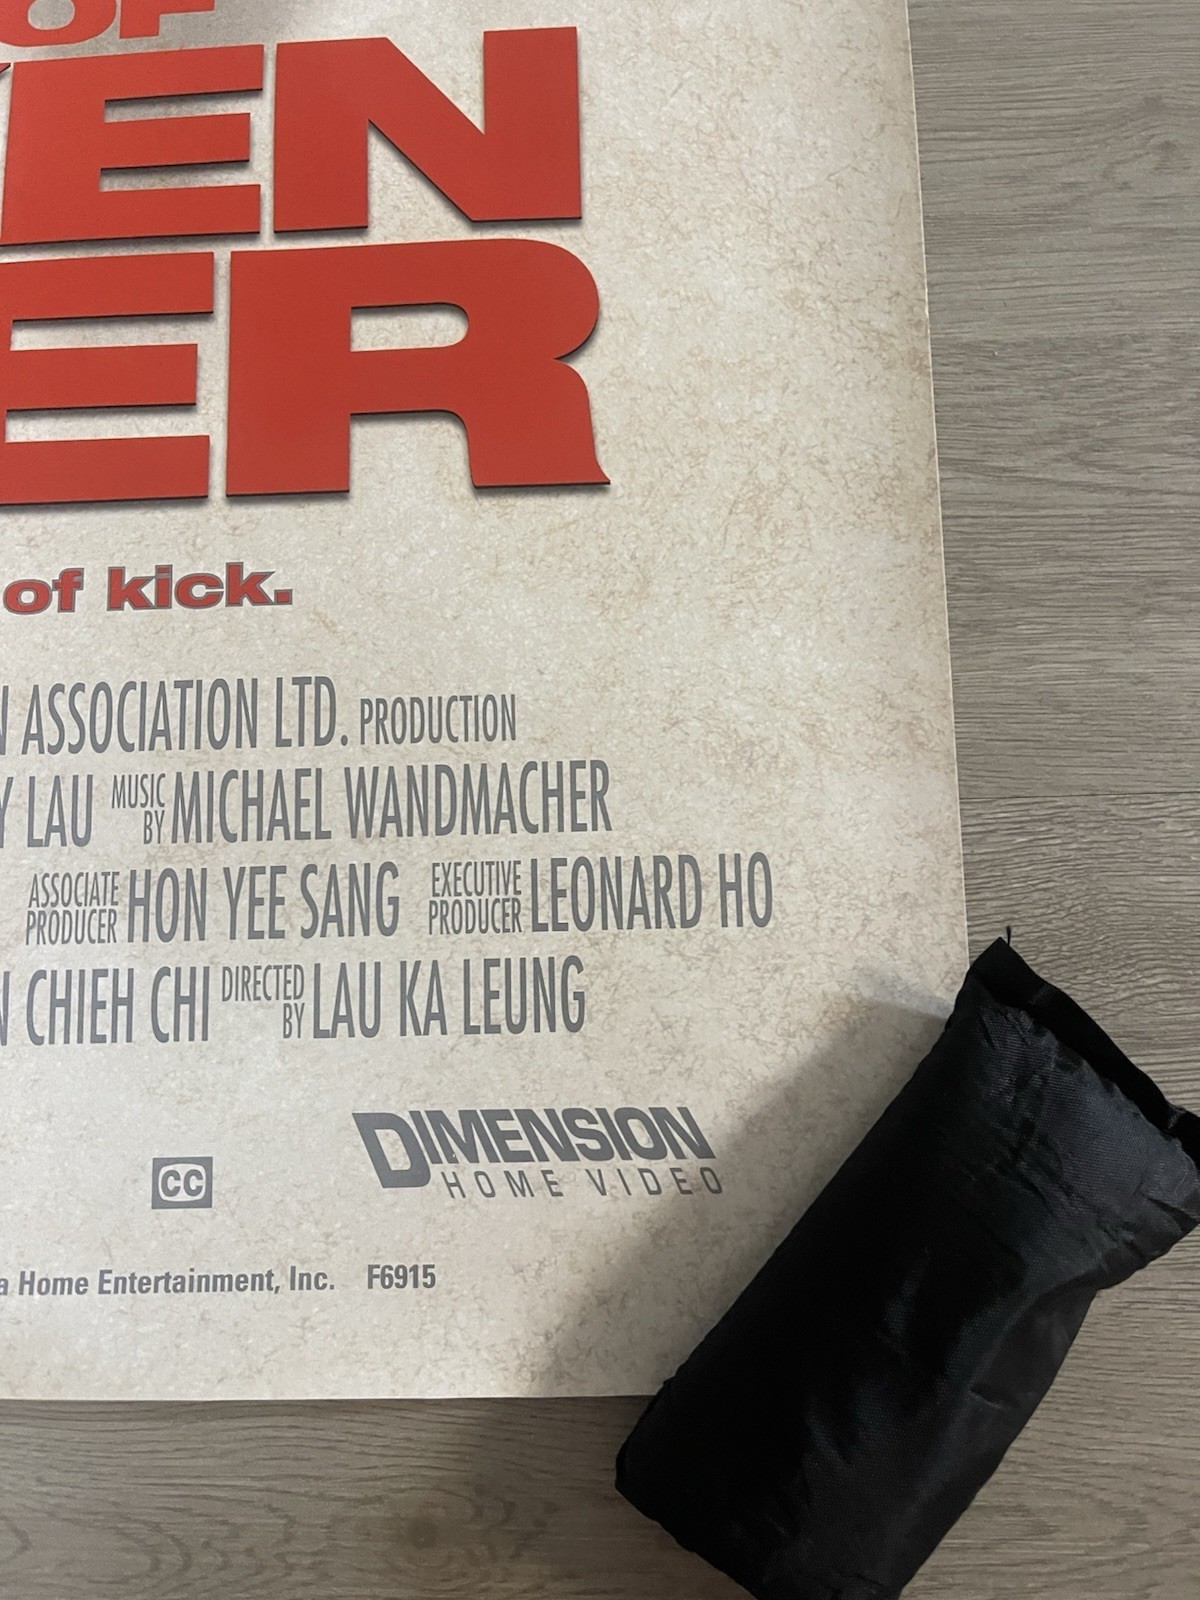 OF
EN
ER
of kick.
ASSOCIATION LTD. PRODUCTION
Y LAU MUSIC BY MICHAEL WANDMACHER
ASSOCIATE PRODUCER HON YEE SANG EXECUTIVE PRODUCER LEONARD HO
N CHIEH CHI DIRECTED BY LAU KA LEUNG
DIMENSION
HOME VIDEO
CC
a Home Entertainment, Inc. F6915